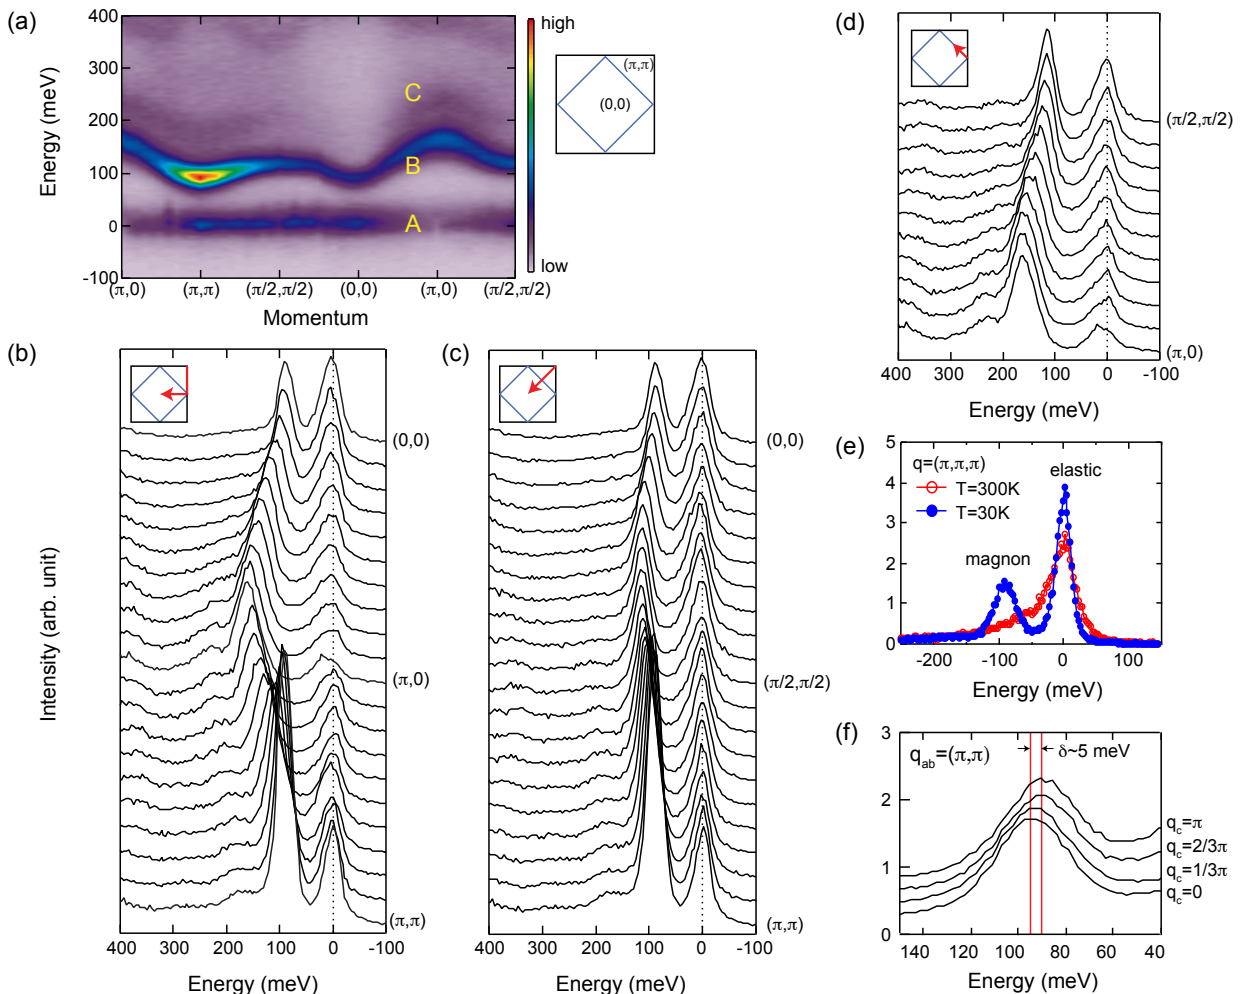 (a)
400
300
200
100
0
-100
Energy (meV)
C
B
A
(π,0)
(π,π)
(π/2,π/2)
(0,0)
(π,0)
(π/2,π/2)
Momentum
high
low
(π,π)
(0,0)
(b)
(0,0)
(π,0)
(π,π)
400
300
200
100
0
-100
Energy (meV)
Intensity (arb. unit)
(c)
(0,0)
(π/2,π/2)
(π,π)
400
300
200
100
0
-100
Energy (meV)
(d)
(π/2,π/2)
(π,0)
400
300
200
100
0
-100
Energy (meV)
(e)
q=(π,π,π)
T=300K
T=30K
elastic
magnon
5
4
3
2
1
0
-200
-100
0
100
Energy (meV)
(f)
q_ab=(π,π)
δ~5 meV
3
2
1
0
q_c=π
q_c=2/3π
q_c=1/3π
q_c=0
140
120
100
80
60
40
Energy (meV)